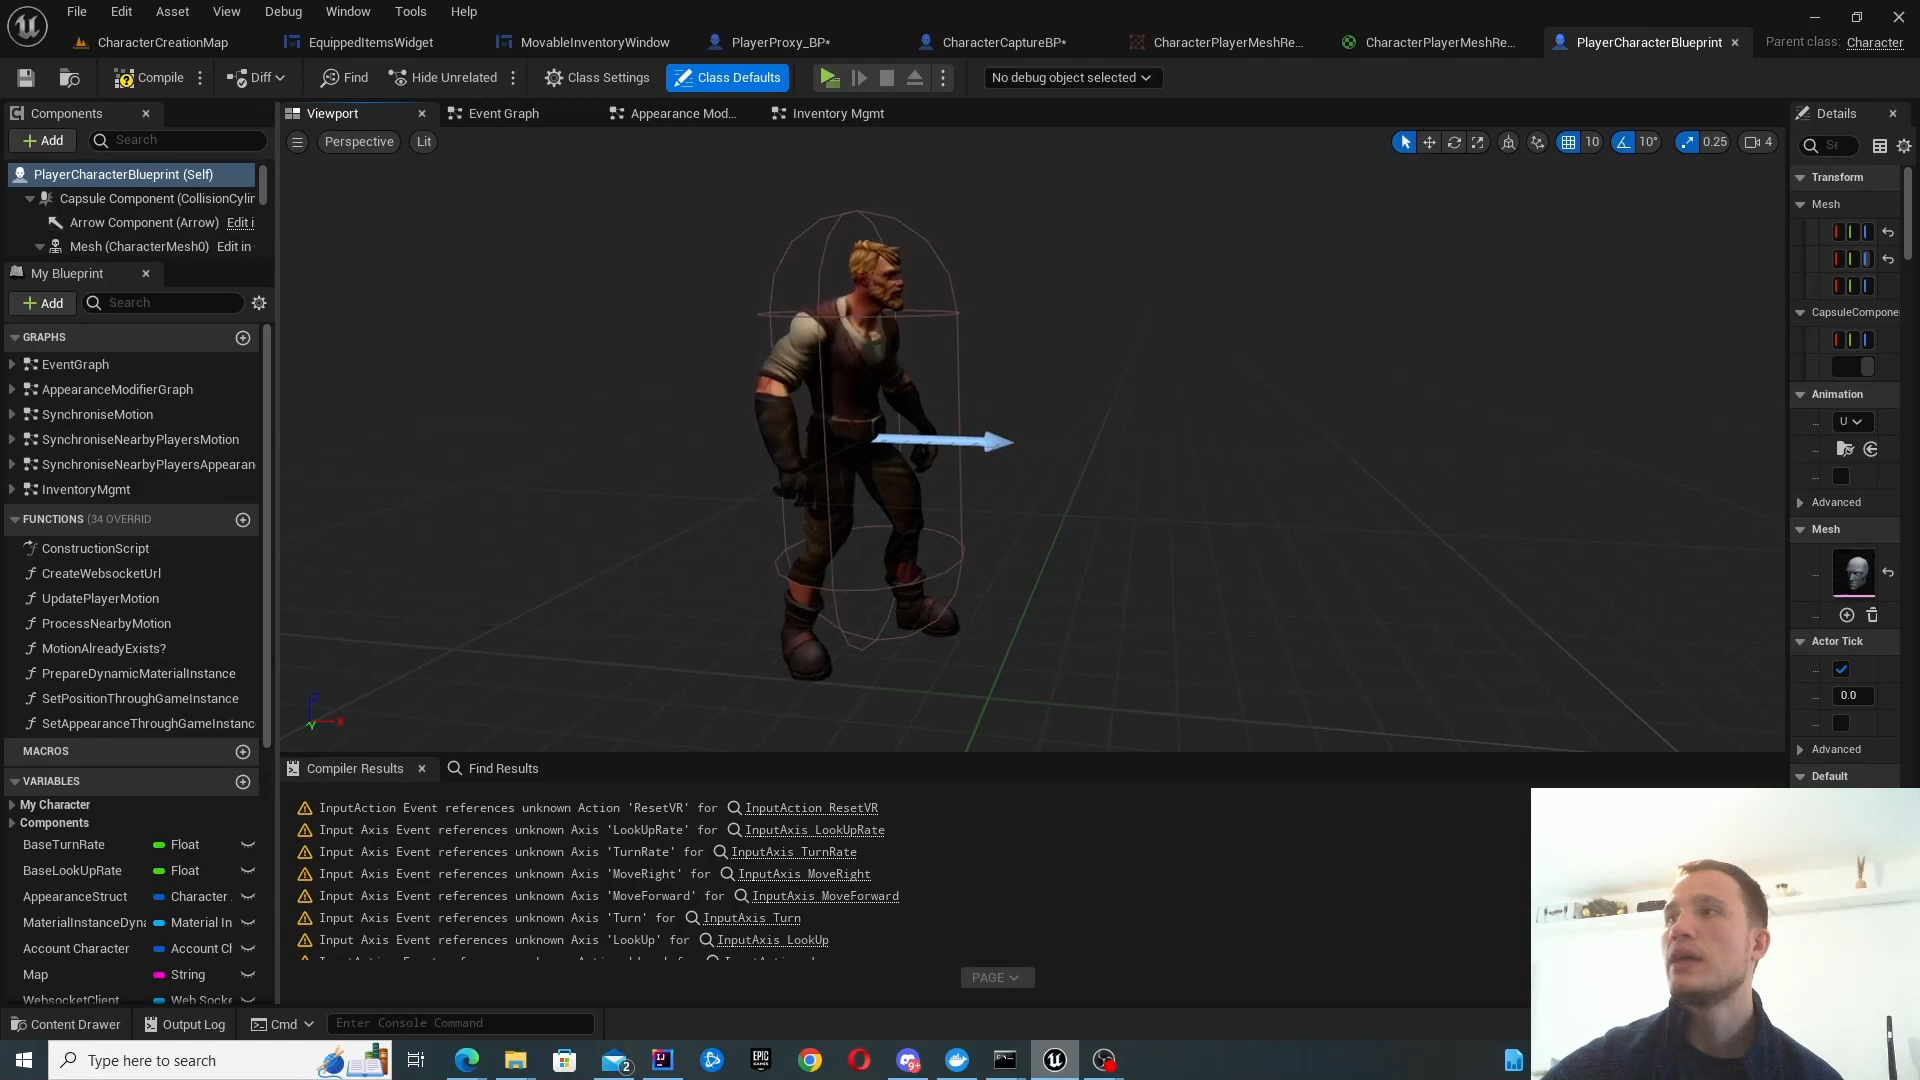 File Edit Asset View Debug Window Tools Help
CharacterCreationMap EquippedItemsWidget MovableInventoryWindow PlayerProxy_BP* CharacterCaptureBP* CharacterPlayerMeshRe... CharacterPlayerMeshRe... PlayerCharacterBlueprint Parent class: Character
Compile Diff Find Hide Unrelated Class Settings Class Defaults No debug object selected
Components Viewport Event Graph Appearance Mod... Inventory Mgmt Details
Add Search Perspective Lit 10 10° 0.25 4 Se
PlayerCharacterBlueprint (Self)
Capsule Component (CollisionCylin
Arrow Component (Arrow) Edit i
Mesh (CharacterMesh0) Edit in
My Blueprint
Add Search
GRAPHS
EventGraph
AppearanceModifierGraph
SynchroniseMotion
SynchroniseNearbyPlayersMotion
SynchroniseNearbyPlayersAppearan
InventoryMgmt
FUNCTIONS (34 OVERRID
ConstructionScript
CreateWebsocketUrl
UpdatePlayerMotion
ProcessNearbyMotion
MotionAlreadyExists?
PrepareDynamicMaterialInstance
SetPositionThroughGameInstance
SetAppearanceThroughGameInstanc
MACROS
VARIABLES
My Character
Components
BaseTurnRate Float
BaseLookUpRate Float
AppearanceStruct Character
MaterialInstanceDyna Material In
Account Character Account Ch
Map String
WebsocketClient Web Socke
Z
X
Y
Transform
Mesh
CapsuleCompone
Animation
U
Advanced
Mesh
Actor Tick
0.0
Advanced
Default
Compiler Results Find Results
InputAction Event references unknown Action 'ResetVR' for InputAction ResetVR
Input Axis Event references unknown Axis 'LookUpRate' for InputAxis LookUpRate
Input Axis Event references unknown Axis 'TurnRate' for InputAxis TurnRate
Input Axis Event references unknown Axis 'MoveRight' for InputAxis MoveRight
Input Axis Event references unknown Axis 'MoveForward' for InputAxis MoveForward
Input Axis Event references unknown Axis 'Turn' for InputAxis Turn
Input Axis Event references unknown Axis 'LookUp' for InputAxis LookUp
PAGE
Content Drawer Output Log Cmd Enter Console Command
Type here to search 2 IJ EPIC GAMES 9+